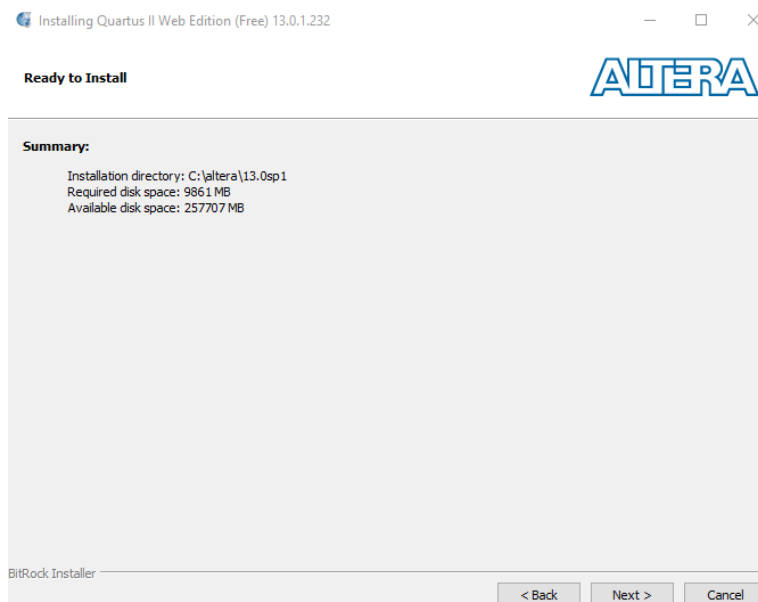 Installing Quartus II Web Edition (Free) 13.0.1.232
Ready to Install
ALTERA
Summary:
Installation directory: C:\altera\13.0sp1
Required disk space: 9861 MB
Available disk space: 257707 MB
BitRock Installer
< Back Next > Cancel